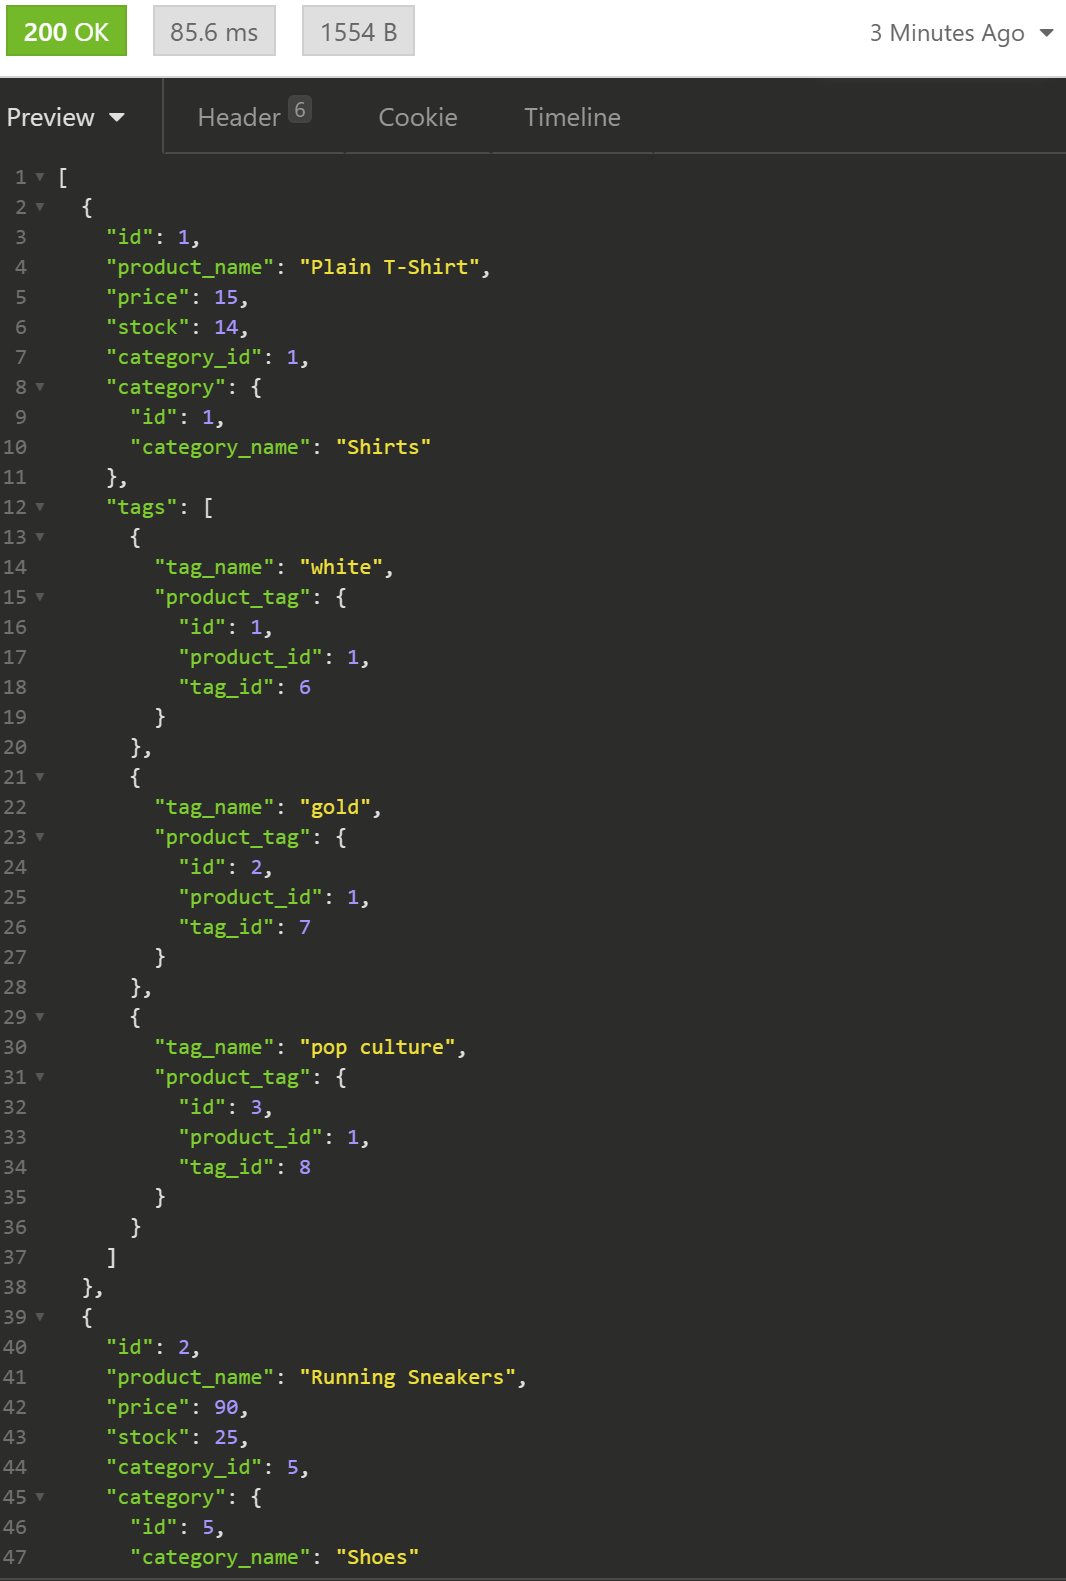 200 OK 85.6 ms 1554 B 3 Minutes Ago
Preview Header 6 Cookie Timeline
1 [
2 {
3 "id": 1,
4 "product_name": "Plain T-Shirt",
5 "price": 15,
6 "stock": 14,
7 "category_id": 1,
8 "category": {
9 "id": 1,
10 "category_name": "Shirts"
11 },
12 "tags": [
13 {
14 "tag_name": "white",
15 "product_tag": {
16 "id": 1,
17 "product_id": 1,
18 "tag_id": 6
19 }
20 },
21 {
22 "tag_name": "gold",
23 "product_tag": {
24 "id": 2,
25 "product_id": 1,
26 "tag_id": 7
27 }
28 },
29 {
30 "tag_name": "pop culture",
31 "product_tag": {
32 "id": 3,
33 "product_id": 1,
34 "tag_id": 8
35 }
36 }
37 ]
38 },
39 {
40 "id": 2,
41 "product_name": "Running Sneakers",
42 "price": 90,
43 "stock": 25,
44 "category_id": 5,
45 "category": {
46 "id": 5,
47 "category_name": "Shoes"